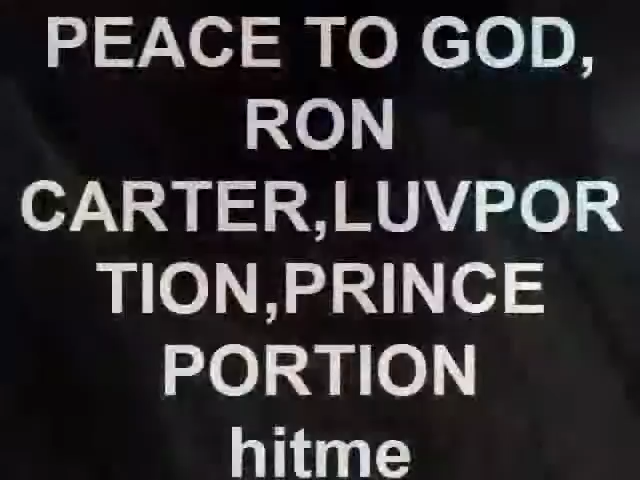 PEACE TO GOD,
RON
CARTER,LUVPOR
TION,PRINCE
PORTION
hitme